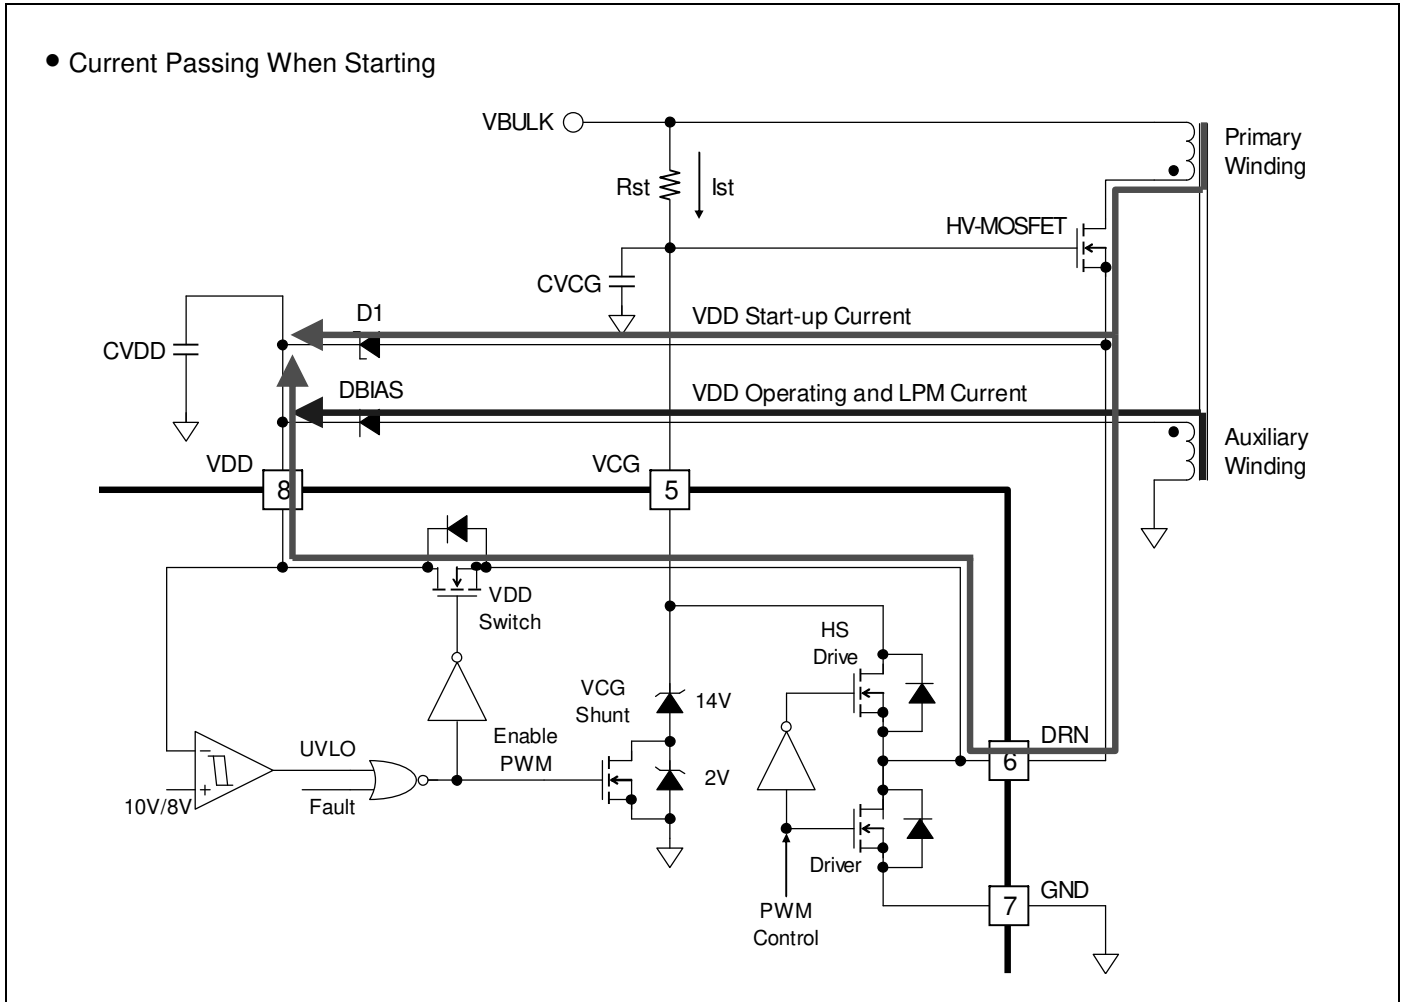 ● Current Passing When Starting
VBULK
Primary
Winding
Rst
Ist
HV-MOSFET
CVCG
D1
VDD Start-up Current
CVDD
DBIAS
VDD Operating and LPM Current
Auxiliary
Winding
VDD
VCG
8
5
VDD
Switch
HS
Drive
VCG
Shunt
14V
Enable
PWM
UVLO
DRN
6
2V
10V/8V
Fault
Driver
GND
7
PWM
Control